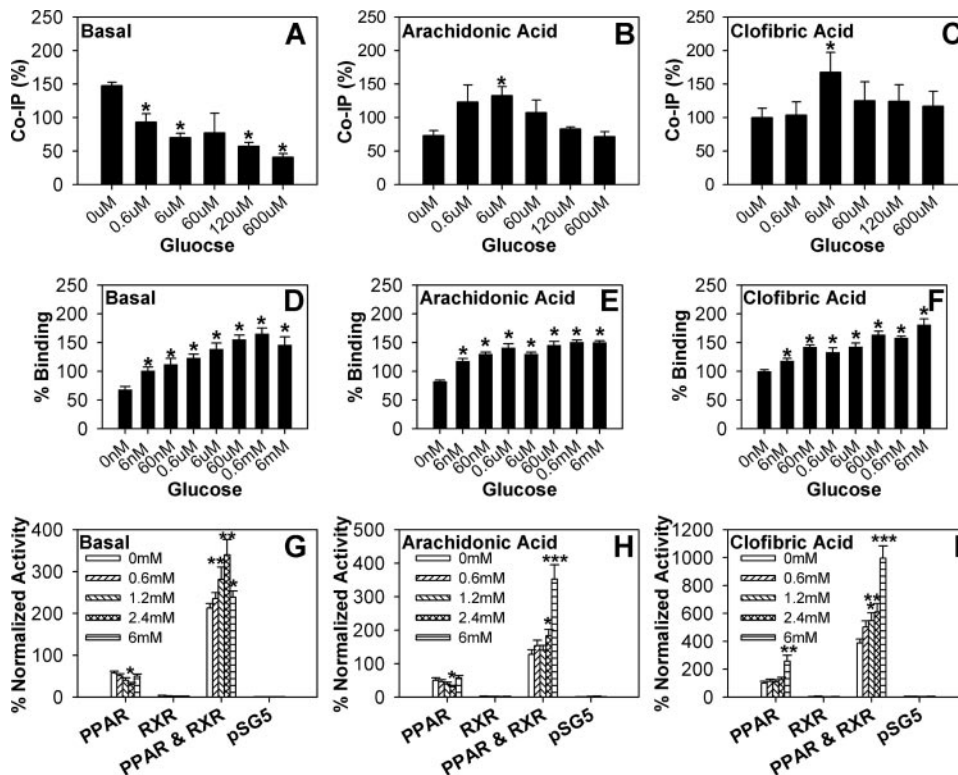 Basal
A
Co-IP (%)
250
200
150
100
50
0
*
*
*
*
0uM
0.6uM
6uM
60uM
120uM
600uM
Gluocse
Arachidonic Acid
B
Co-IP (%)
250
200
150
100
50
0
*
0uM
0.6uM
6uM
60uM
120uM
600uM
Glucose
Clofibric Acid
C
Co-IP (%)
250
200
150
100
50
0
*
0uM
0.6uM
6uM
60uM
120uM
600uM
Glucose
Basal
D
% Binding
250
200
150
100
50
0
*
*
*
*
*
*
*
0nM
6nM
60nM
0.6uM
6uM
60uM
0.6mM
6mM
Glucose
Arachidonic Acid
E
% Binding
250
200
150
100
50
0
*
*
*
*
*
*
*
0nM
6nM
60nM
0.6uM
6uM
60uM
0.6mM
6mM
Glucose
Clofibric Acid
F
% Binding
250
200
150
100
50
0
*
*
*
*
*
*
*
0nM
6nM
60nM
0.6uM
6uM
60uM
0.6mM
6mM
Glucose
Basal
G
% Normalized Activity
400
300
200
100
0
0mM
0.6mM
1.2mM
2.4mM
6mM
*
**
**
*
PPAR
RXR
PPAR & RXR
pSG5
Arachidonic Acid
H
% Normalized Activity
500
400
300
200
100
0
0mM
0.6mM
1.2mM
2.4mM
6mM
*
*
***
PPAR
RXR
PPAR & RXR
pSG5
Clofibric Acid
I
% Normalized Activity
1200
1000
800
600
400
200
0
0mM
0.6mM
1.2mM
2.4mM
6mM
**
*
**
***
PPAR
RXR
PPAR & RXR
pSG5